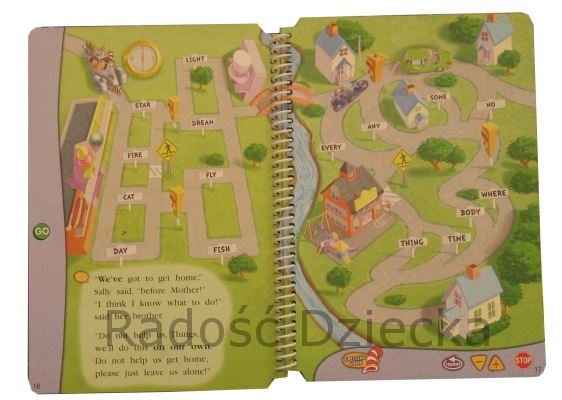 LIGHT
STAR
DREAM
FIRE
FLY
CAT
DAY
FISH
GO
"We've got to get home,"
Sally said, "before Mother!"
"I think I know what to do!"
said her brother.
"Do not help us, Things,
we'll do this on our own.
Do not help us get home,
please just leave us alone!"
16
SOME
NO
ANY
EVERY
WHERE
BODY
TIME
THING
STOP
17
Radość Dziecka